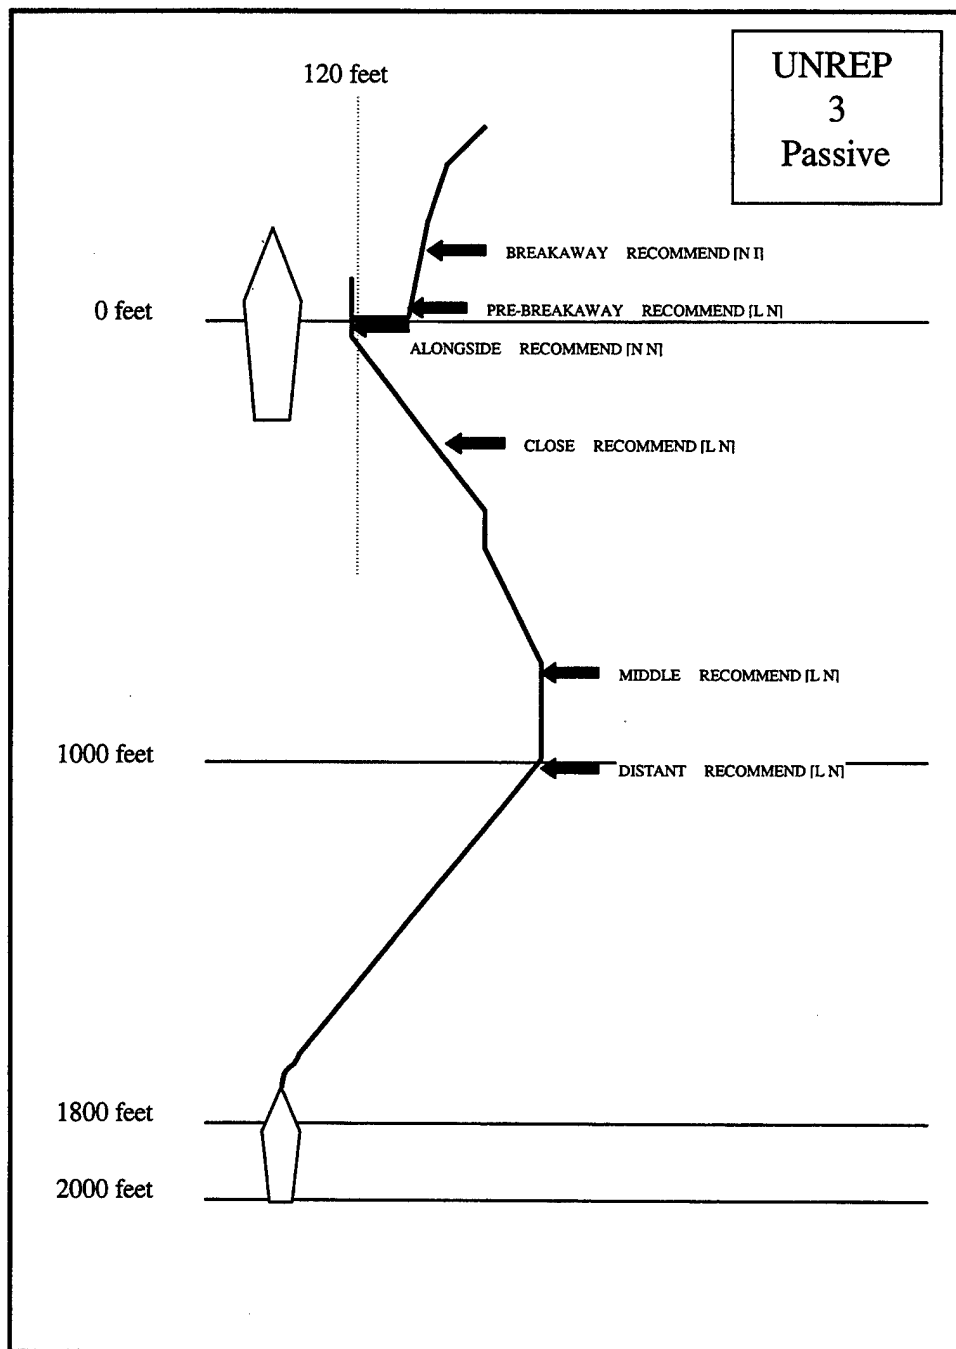 120 feet
UNREP
3
Passive
BREAKAWAY RECOMMEND [N I]
0 feet
PRE-BREAKAWAY RECOMMEND [L N]
ALONGSIDE RECOMMEND [N N]
CLOSE RECOMMEND [L N]
MIDDLE RECOMMEND [L N]
1000 feet
DISTANT RECOMMEND [L N]
1800 feet
2000 feet